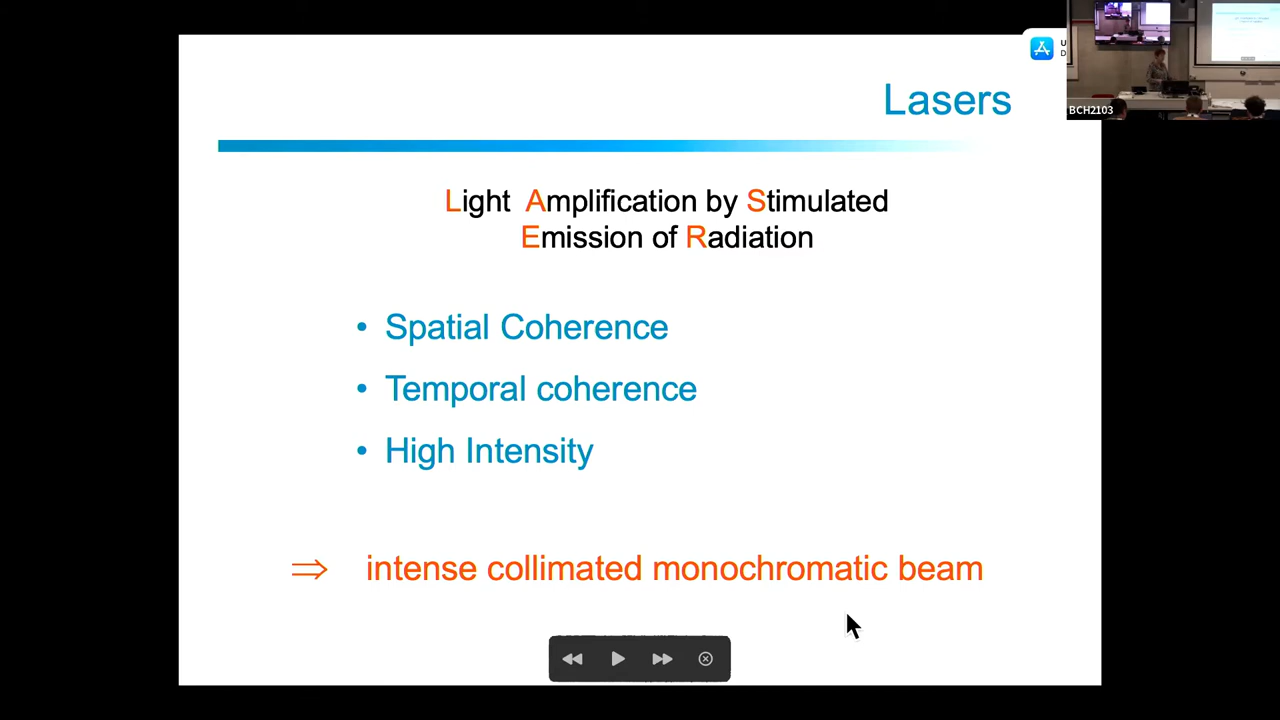 Lasers
Light Amplification by Stimulated
Emission of Radiation
• Spatial Coherence
• Temporal coherence
• High Intensity
⇒ intense collimated monochromatic beam
BCH2103